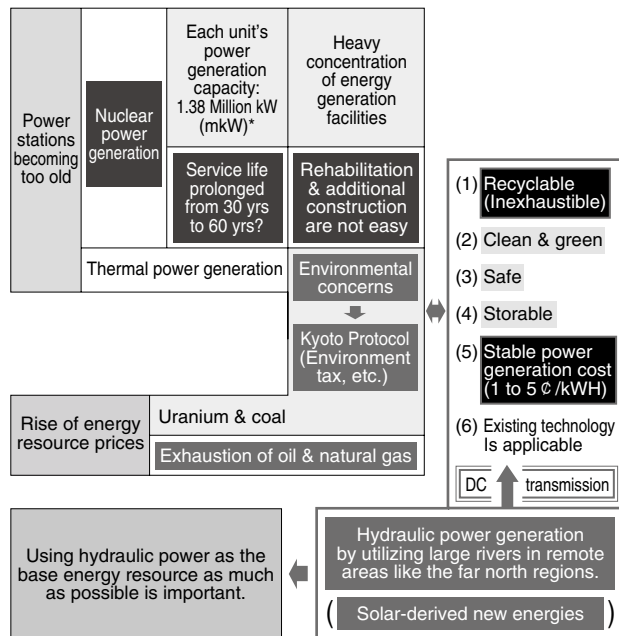 Power
stations
becoming
too old
Nuclear
power
generation
Each unit's
power
generation
capacity:
1.38 Million kW
(mkW)*
Heavy
concentration
of energy
generation
facilities
Service life
prolonged
from 30 yrs
to 60 yrs?
Rehabilitation
& additional
construction
are not easy
Thermal power generation
Environmental
concerns
Kyoto Protocol
(Environment
tax, etc.)
Rise of energy
resource prices
Uranium & coal
Exhaustion of oil & natural gas
(1) Recyclable
(Inexhaustible)
(2) Clean & green
(3) Safe
(4) Storable
(5) Stable power
generation cost
(1 to 5 ¢/kWH)
(6) Existing technology
Is applicable
DC transmission
Using hydraulic power as the
base energy resource as much
as possible is important.
Hydraulic power generation
by utilizing large rivers in remote
areas like the far north regions.
( Solar-derived new energies )